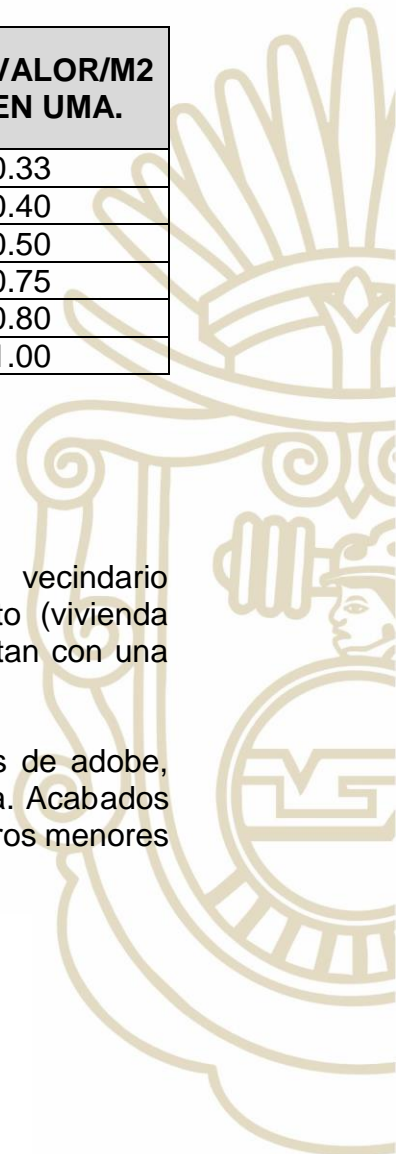 VALOR/M2
EN UMA.
0.33
0.40
0.50
0.75
0.80
1.00
vecindario
to (vivienda
tan con una
s de adobe,
a. Acabados
ros menores